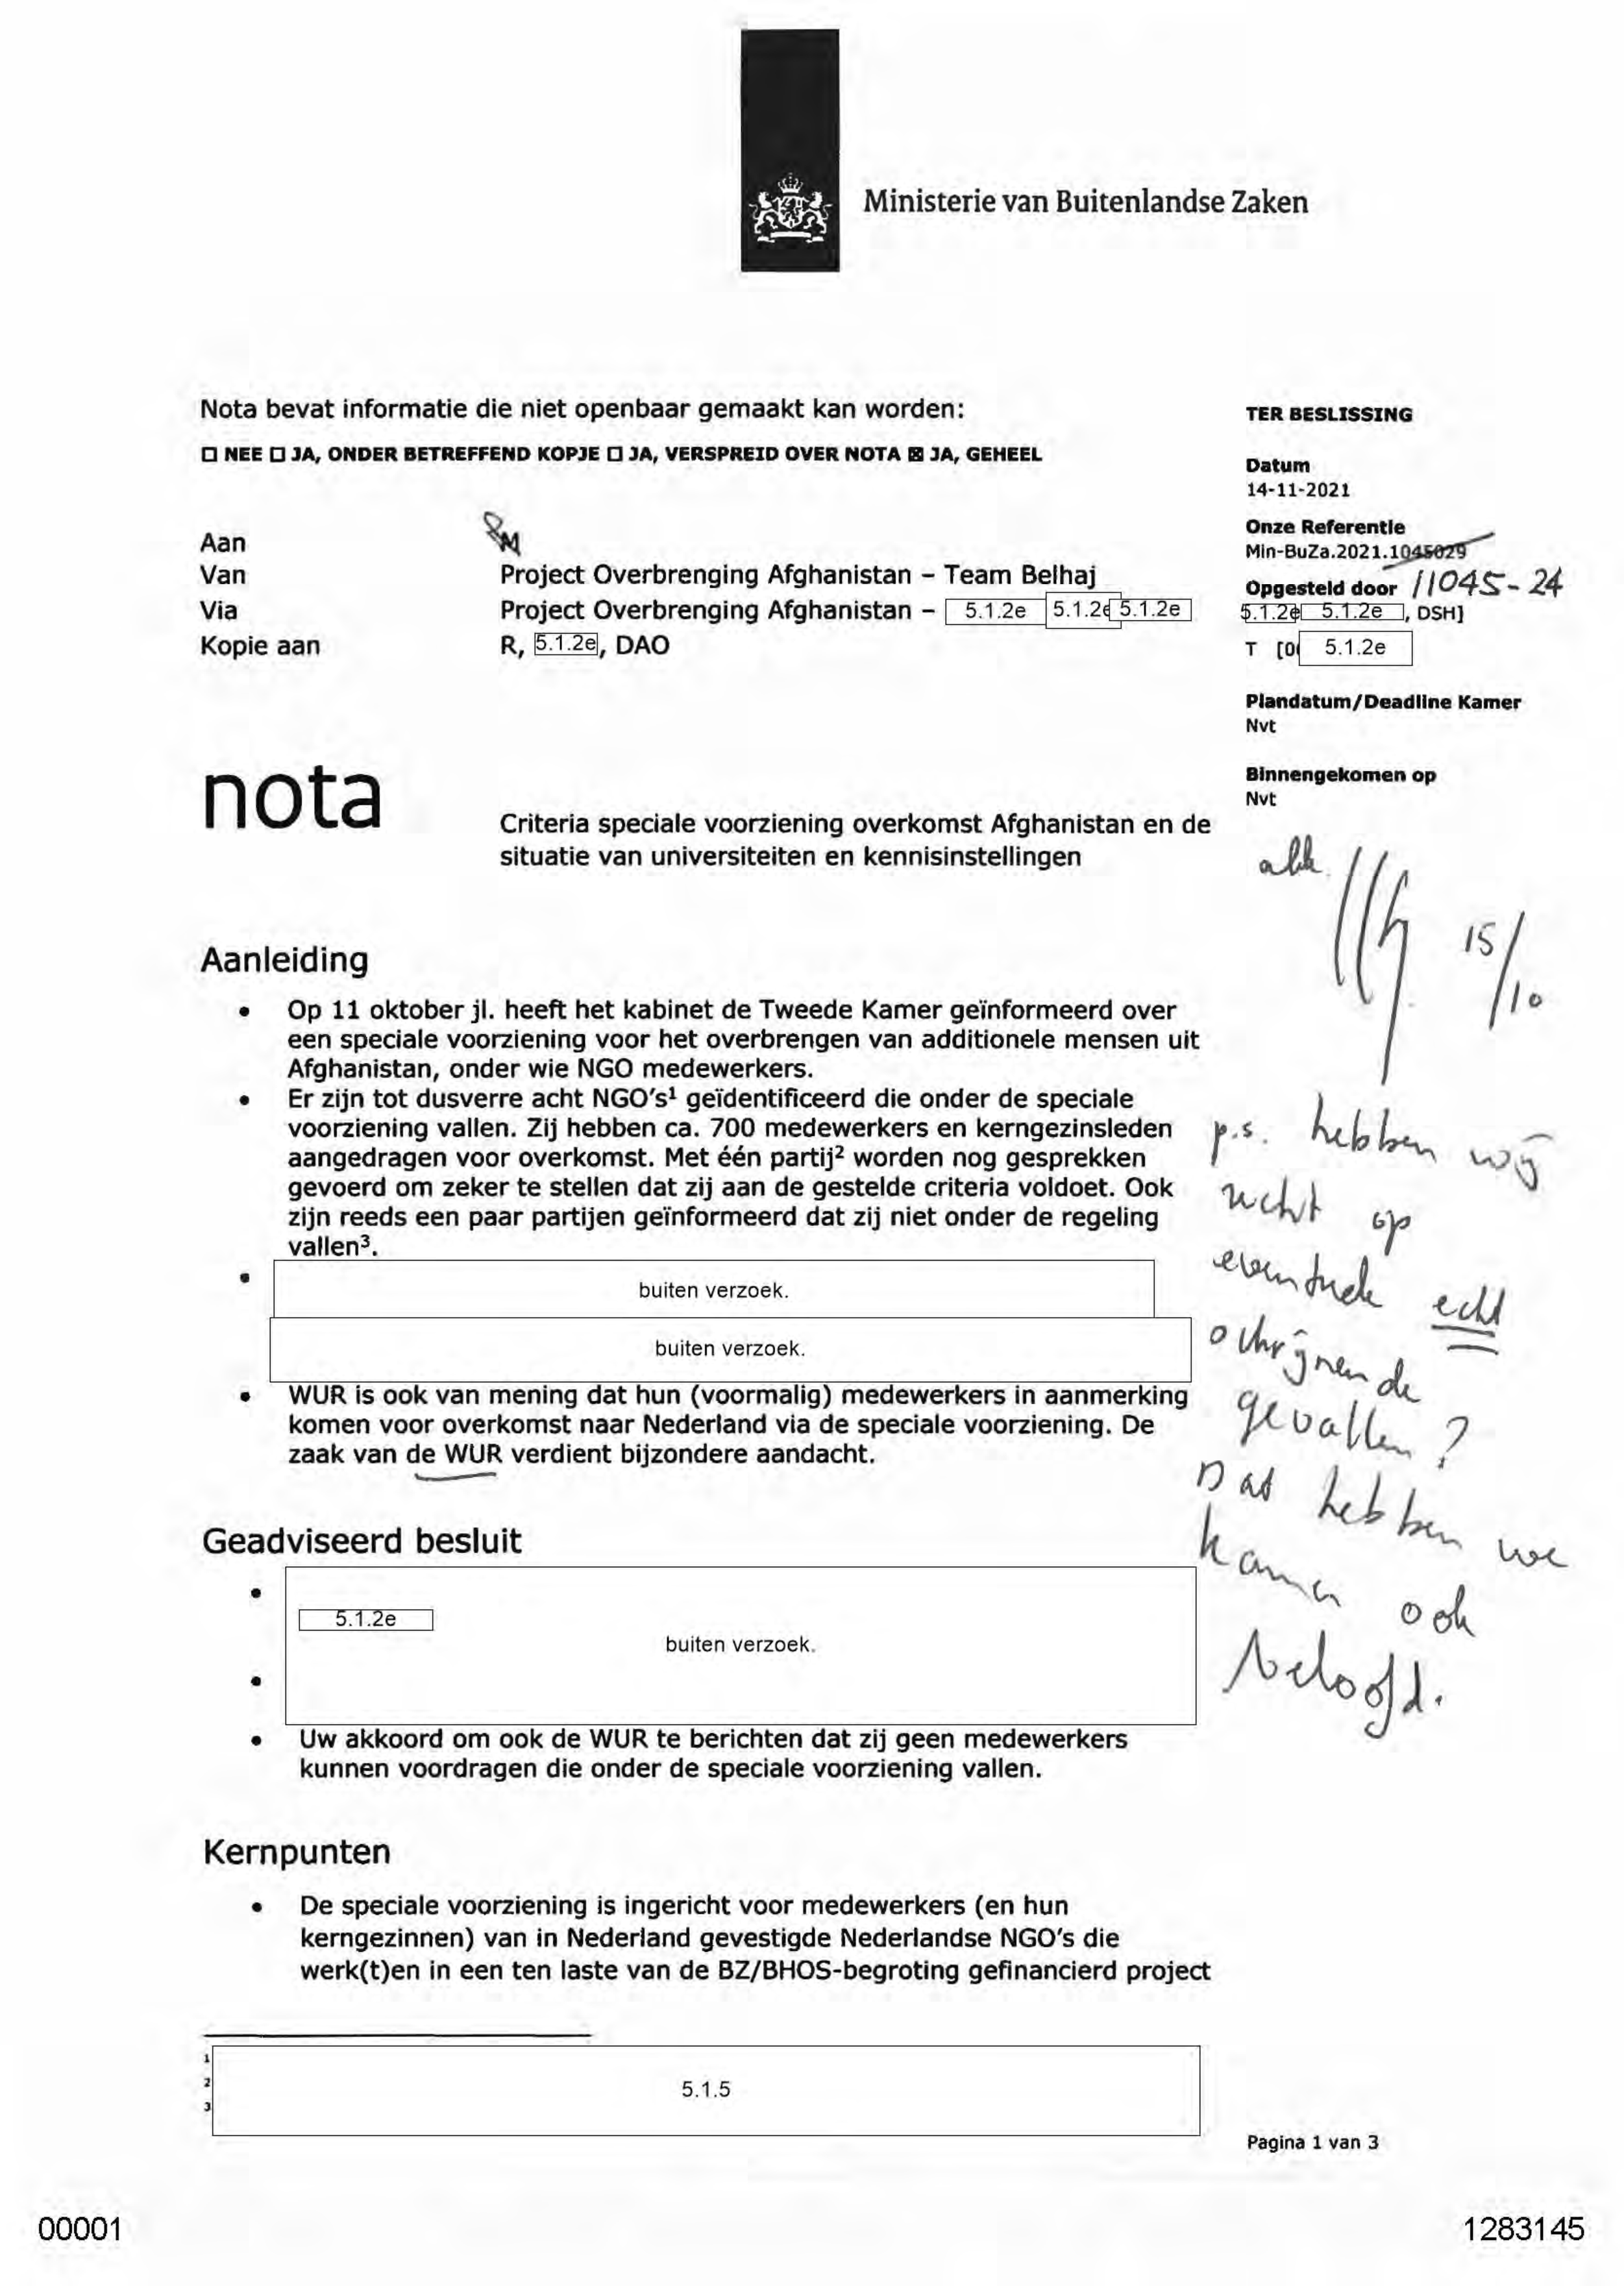 Ministerie van Buitenlandse Zaken
Nota bevat informatie die niet openbaar gemaakt kan worden:
☐ NEE ☐ JA, ONDER BETREFFEND KOPJE ☐ JA, VERSPREID OVER NOTA ☒ JA, GEHEEL
TER BESLISSING
Datum
14-11-2021
Onze Referentie
Min-BuZa.2021.1045029
Opgesteld door 11045-24
5.1.2e 5.1.2e, DSH]
T [0 5.1.2e
Plandatum/Deadline Kamer
Nvt
Binnengekomen op
Nvt
Aan
Van Project Overbrenging Afghanistan – Team Belhaj
Via Project Overbrenging Afghanistan – 5.1.2e 5.1.2e 5.1.2e
Kopie aan R, 5.1.2e, DAO
nota
Criteria speciale voorziening overkomst Afghanistan en de
situatie van universiteiten en kennisinstellingen
Aanleiding
• Op 11 oktober jl. heeft het kabinet de Tweede Kamer geïnformeerd over
een speciale voorziening voor het overbrengen van additionele mensen uit
Afghanistan, onder wie NGO medewerkers.
• Er zijn tot dusverre acht NGO's¹ geïdentificeerd die onder de speciale
voorziening vallen. Zij hebben ca. 700 medewerkers en kerngezinsleden
aangedragen voor overkomst. Met één partij² worden nog gesprekken
gevoerd om zeker te stellen dat zij aan de gestelde criteria voldoet. Ook
zijn reeds een paar partijen geïnformeerd dat zij niet onder de regeling
vallen³.
• buiten verzoek.
buiten verzoek.
• WUR is ook van mening dat hun (voormalig) medewerkers in aanmerking
komen voor overkomst naar Nederland via de speciale voorziening. De
zaak van de WUR verdient bijzondere aandacht.
Geadviseerd besluit
•
5.1.2e
buiten verzoek.
•
• Uw akkoord om ook de WUR te berichten dat zij geen medewerkers
kunnen voordragen die onder de speciale voorziening vallen.
Kernpunten
• De speciale voorziening is ingericht voor medewerkers (en hun
kerngezinnen) van in Nederland gevestigde Nederlandse NGO's die
werk(t)en in een ten laste van de BZ/BHOS-begroting gefinancierd project
akk.
15/10
p.s. hebben wij
zicht op
eventuele echt
schrijnende
gevallen?
Dat hebben we
kamer ook
beloofd.
1
2
3
5.1.5
Pagina 1 van 3
00001
1283145